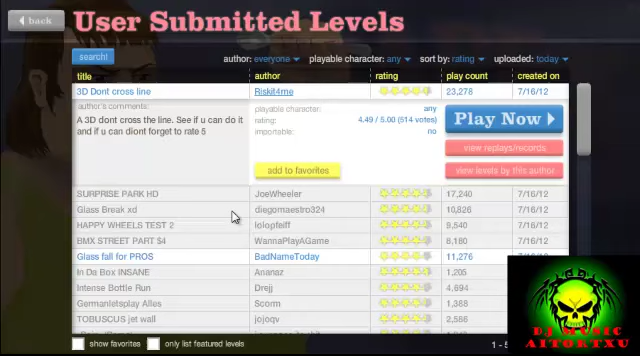 back
User Submitted Levels
search!
author: everyone
playable character: any
sort by: rating
uploaded: today
title author rating play count created on
3D Dont cross line Riskit4me 23,278 7/16/12
author's comments:
A 3D dont cross the line. See if u can do it
and if u can diont forget to rate 5
playable character: any
rating: 4.49 / 5.00 (514 votes)
importable: no
add to favorites
Play Now
view replays/records
view levels by this author
SURPRISE PARK HD JoeWheeler 17,240 7/16/12
Glass Break xd diegomaestro324 10,826 7/16/12
HAPPY WHEELS TEST 2 lolopfeiff 9,540 7/16/12
BMX STREET PART $4 WannaPlayAGame 8,180 7/16/12
Glass fall for PROS BadNameToday 11,276
In Da Box INSANE Ananaz 1,205
Intense Bottle Run Drejj 4,694
Germanletsplay Alles Scorm 1,388
TOBUSCUS jet wall jojoqv 2,586
show favorites
only list featured levels
1 - 5
DJ MUSIC
AITORTXU